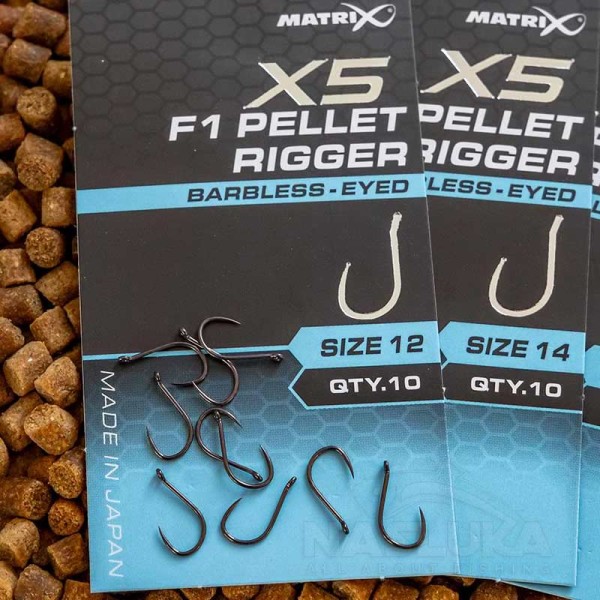 MATRIX
X5
F1 PELLET
RIGGER
BARBLESS - EYED
SIZE 12
QTY.10
MADE IN JAPAN
MATRIX
X5
PELLET
RIGGER
LESS - EYED
SIZE 14
QTY.10
NAFLUKA